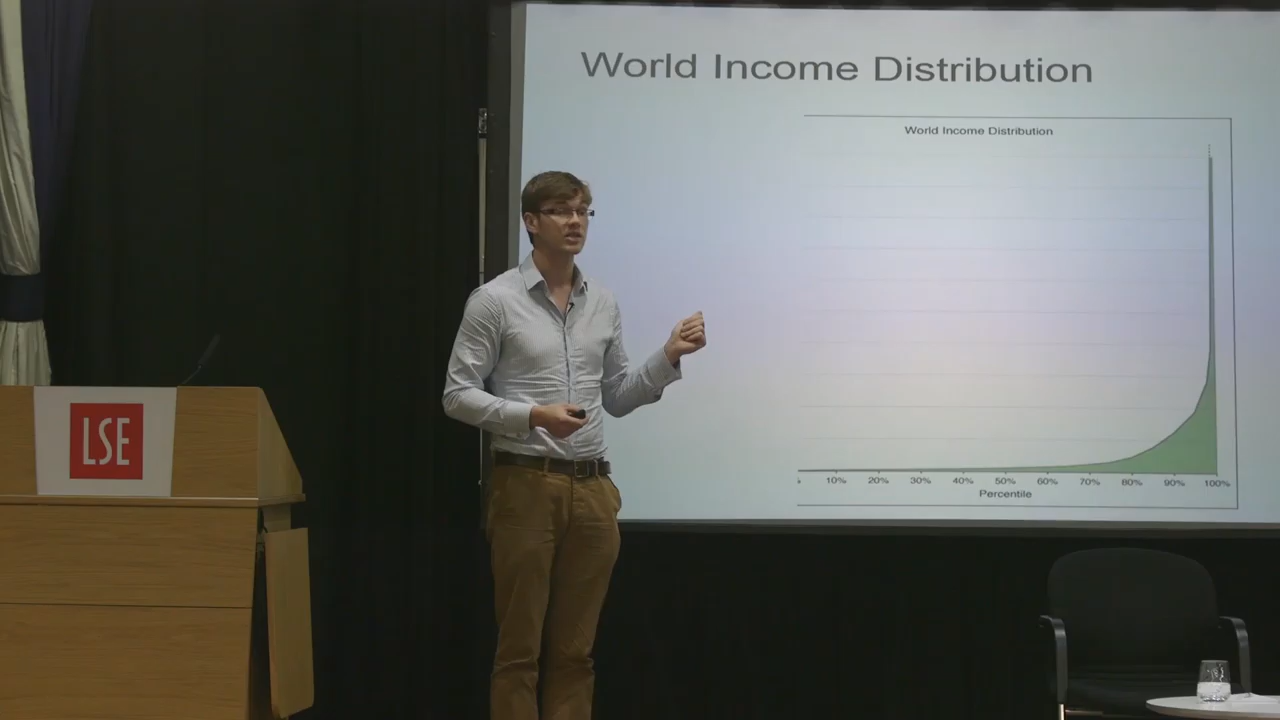 World Income Distribution
World Income Distribution
10% 20% 30% 40% 50% 60% 70% 80% 90% 100%
Percentile
LSE